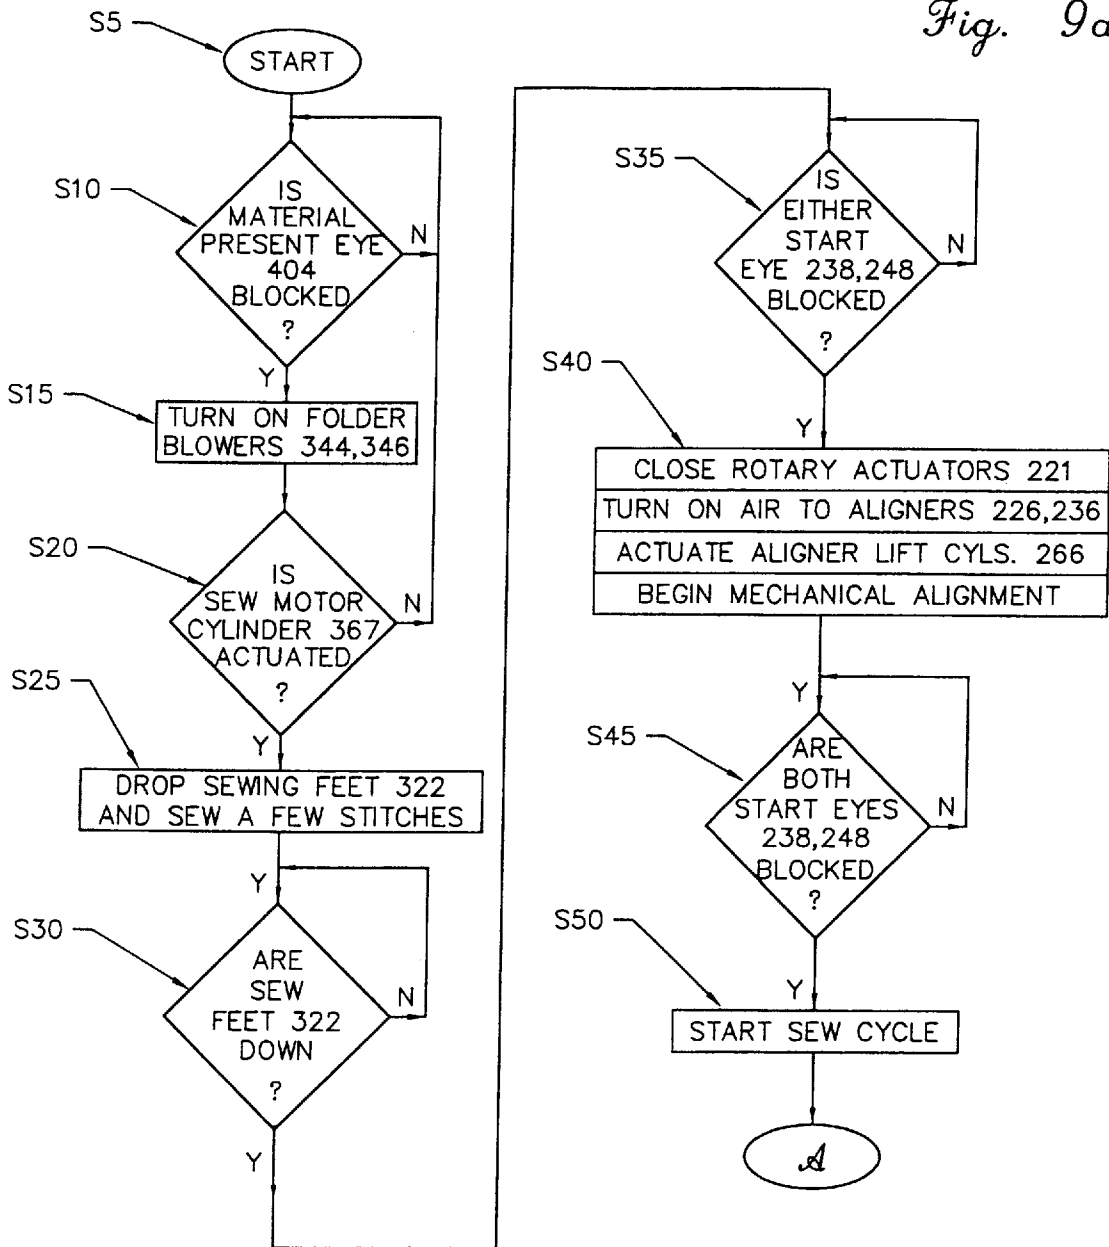 Fig. 9a
S5
START
S10
IS
MATERIAL
PRESENT EYE
404
BLOCKED
?
N
Y
S15
TURN ON FOLDER
BLOWERS 344,346
S20
IS
SEW MOTOR
CYLINDER 367
ACTUATED
?
N
Y
S25
DROP SEWING FEET 322
AND SEW A FEW STITCHES
Y
S30
ARE
SEW
FEET 322
DOWN
?
N
Y
S35
IS
EITHER
START
EYE 238,248
BLOCKED
?
N
Y
S40
CLOSE ROTARY ACTUATORS 221
TURN ON AIR TO ALIGNERS 226,236
ACTUATE ALIGNER LIFT CYLS. 266
BEGIN MECHANICAL ALIGNMENT
Y
S45
ARE
BOTH
START EYES
238,248
BLOCKED
?
N
Y
S50
START SEW CYCLE
A